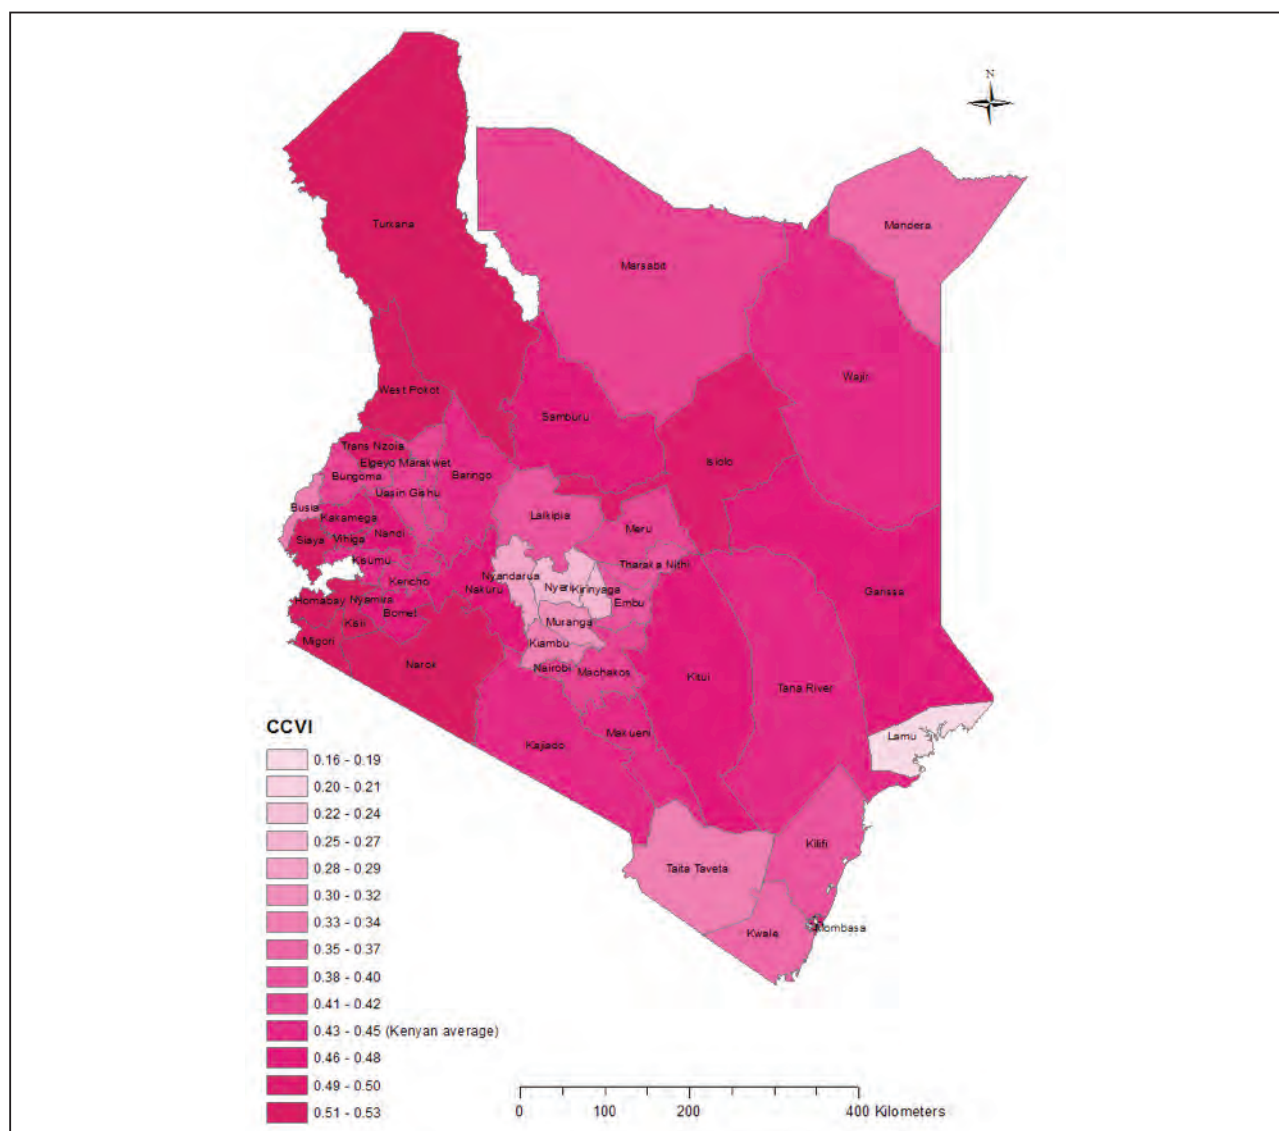 N
Turkana
Mandera
Marsabit
Wajir
West Pokot
Samburu
Isiolo
Trans Nzoia
Elgeyo Marakwet
Baringo
Bungoma
Uasin Gishu
Busia
Laikipia
Kakamega
Meru
Siaya
Vihiga
Nandi
Kisumu
Tharaka Nithi
Kericho
Nyandarua
Nyeri
Kirinyaga
Garissa
Homabay
Nyamira
Nakuru
Embu
Bomet
Kisii
Muranga
Migori
Kiambu
Narok
Nairobi
Machakos
Kitui
Tana River
Makueni
Lamu
Kajiado
Kilifi
Taita Taveta
Kwale
Mombasa
CCVI
0.16 - 0.19
0.20 - 0.21
0.22 - 0.24
0.25 - 0.27
0.28 - 0.29
0.30 - 0.32
0.33 - 0.34
0.35 - 0.37
0.38 - 0.40
0.41 - 0.42
0.43 - 0.45 (Kenyan average)
0.46 - 0.48
0.49 - 0.50
0.51 - 0.53
0 100 200 400 Kilometers